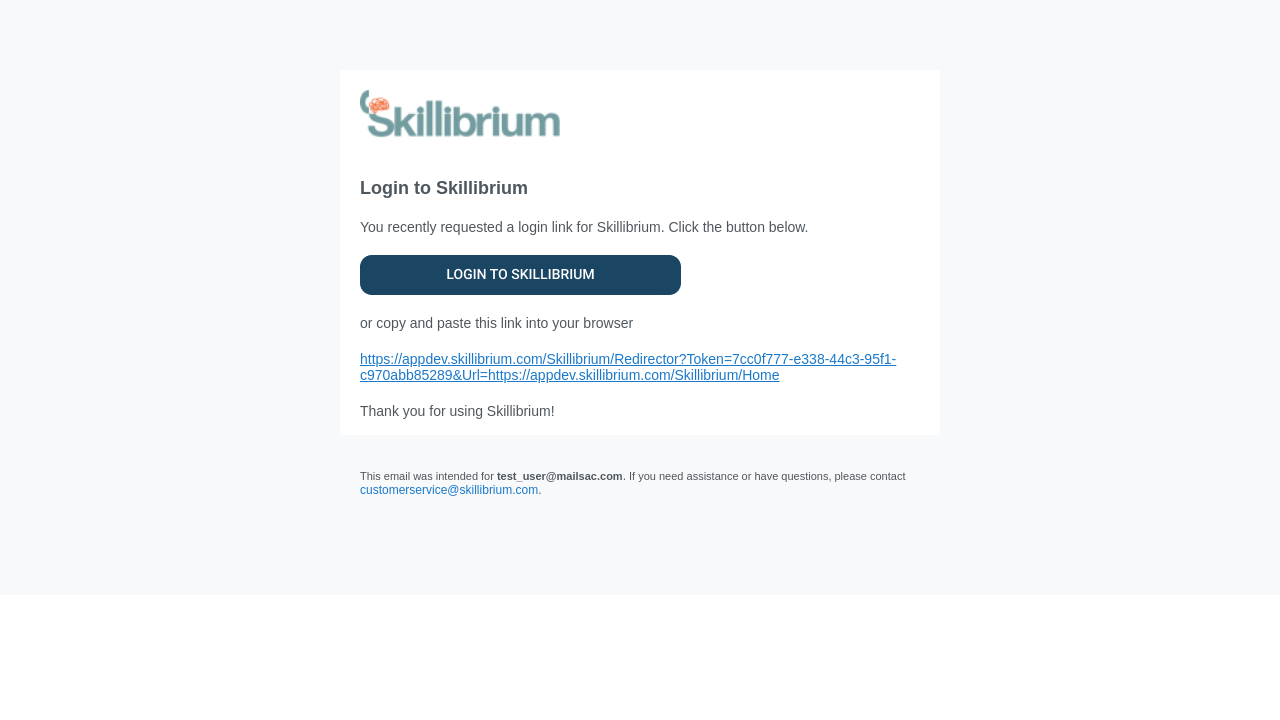 Skillibrium
Login to Skillibrium
You recently requested a login link for Skillibrium. Click the button below.
LOGIN TO SKILLIBRIUM
or copy and paste this link into your browser
https://appdev.skillibrium.com/Skillibrium/Redirector?Token=7cc0f777-e338-44c3-95f1-
c970abb85289&Url=https://appdev.skillibrium.com/Skillibrium/Home
Thank you for using Skillibrium!
This email was intended for test_user@mailsac.com. If you need assistance or have questions, please contact
customerservice@skillibrium.com.